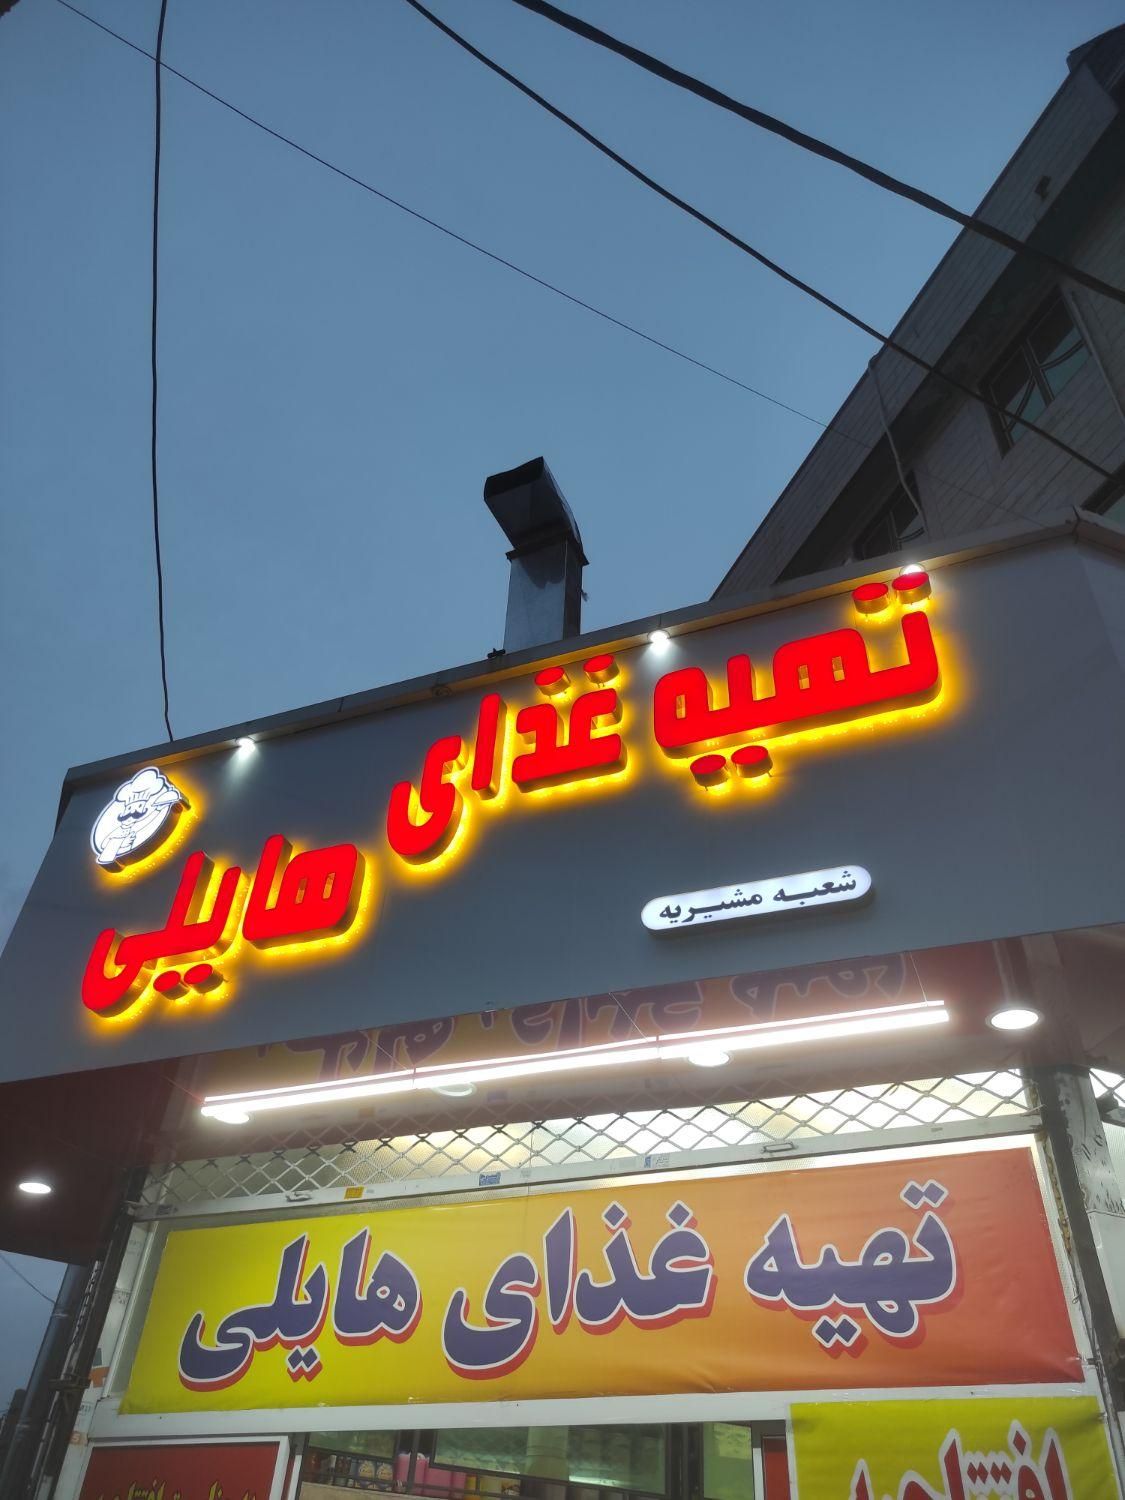 تهیه غذای هایلی
شعبه مشیریه
تهیه غذای هایلی